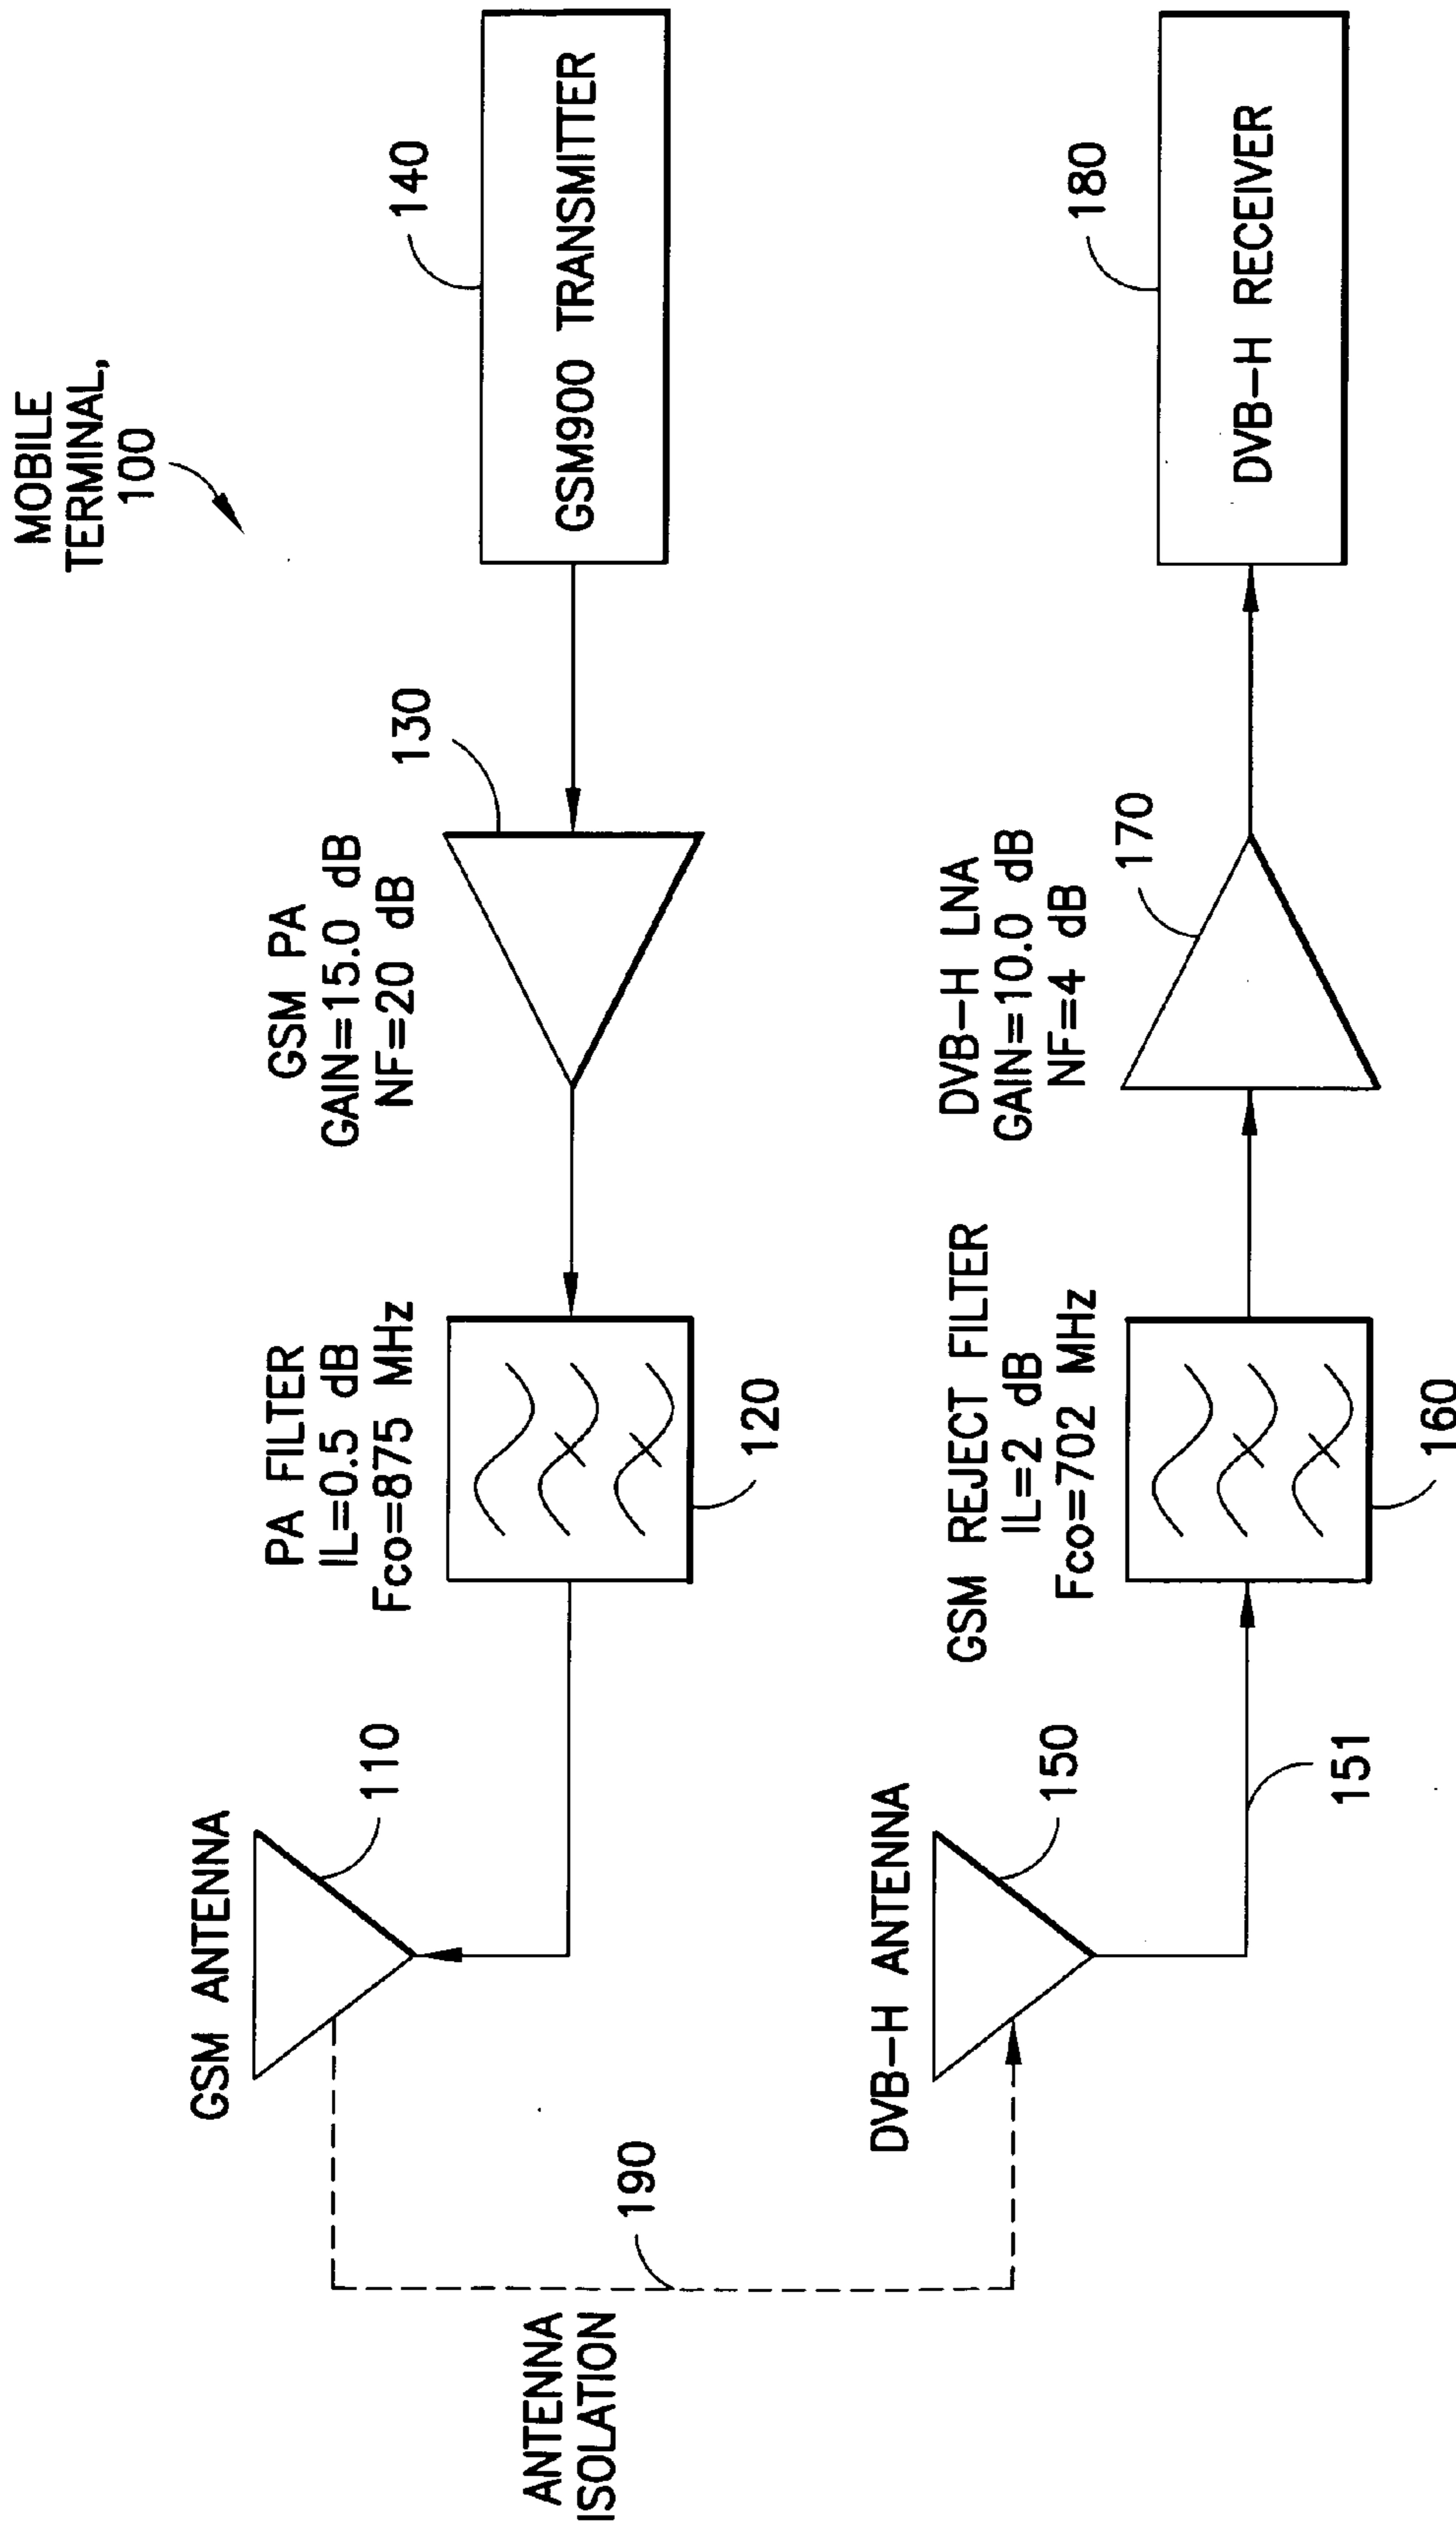 MOBILE
TERMINAL,
100
GSM ANTENNA
110
PA FILTER
IL=0.5 dB
Fco=875 MHz
120
GSM PA
GAIN=15.0 dB
NF=20 dB
130
140
GSM900 TRANSMITTER
ANTENNA
ISOLATION
190
DVB-H ANTENNA
150
151
GSM REJECT FILTER
IL=2 dB
Fco=702 MHz
160
DVB-H LNA
GAIN=10.0 dB
NF=4 dB
170
180
DVB-H RECEIVER